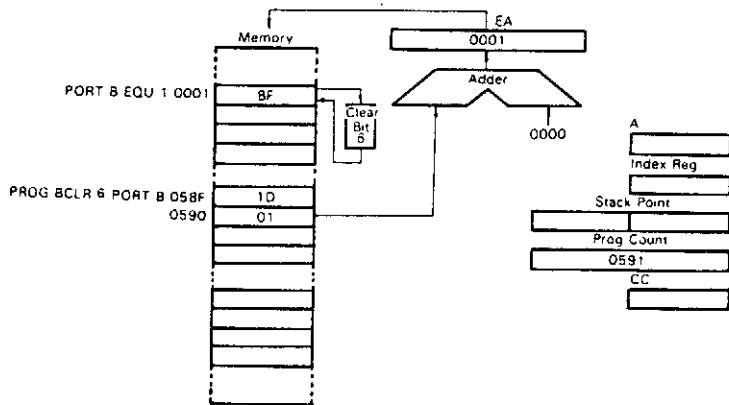 EA
Memory
0001
Adder
PORT B EQU 1 0001
BF
Clear
Bit
6
0000
A
Index Reg
PROG BCLR 6 PORT B 058F
1D
Stack Point
0590
01
Prog Count
0591
CC